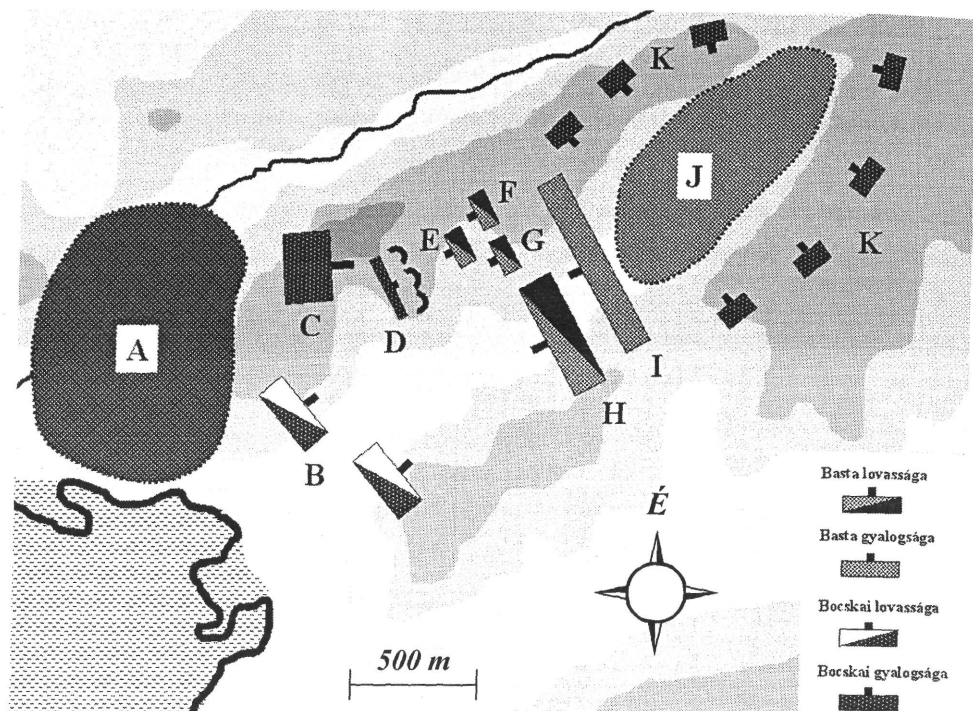 K
J
F
E
G
K
C
D
A
I
H
B
É
500 m
Basta lovassága
Basta gyalogsága
Bocskai lovassága
Bocskai gyalogsága